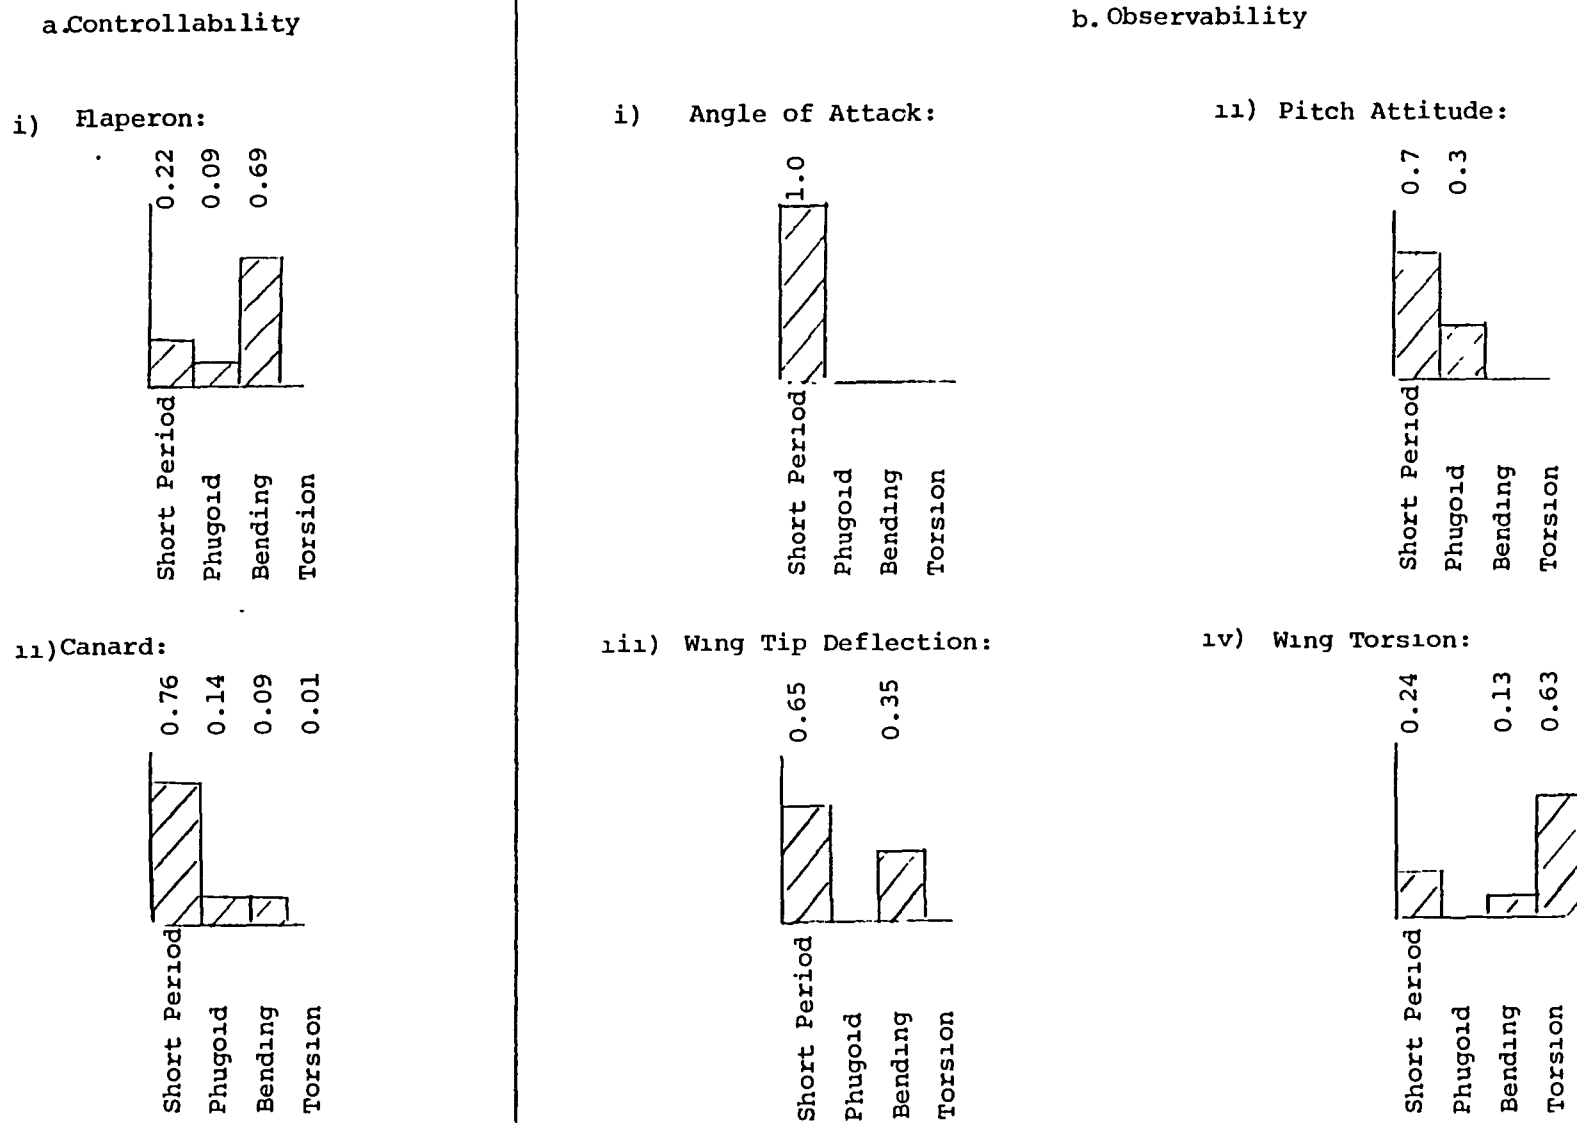 a.Controllability
i) Flaperon:
0.22
0.09
0.69
Short Period
Phugoid
Bending
Torsion
ii) Canard:
0.76
0.14
0.09
0.01
Short Period
Phugoid
Bending
Torsion
b. Observability
i) Angle of Attack:
1.0
Short Period
Phugoid
Bending
Torsion
ii) Pitch Attitude:
0.7
0.3
Short Period
Phugoid
Bending
Torsion
iii) Wing Tip Deflection:
0.65
0.35
Short Period
Phugoid
Bending
Torsion
iv) Wing Torsion:
0.24
0.13
0.63
Short Period
Phugoid
Bending
Torsion